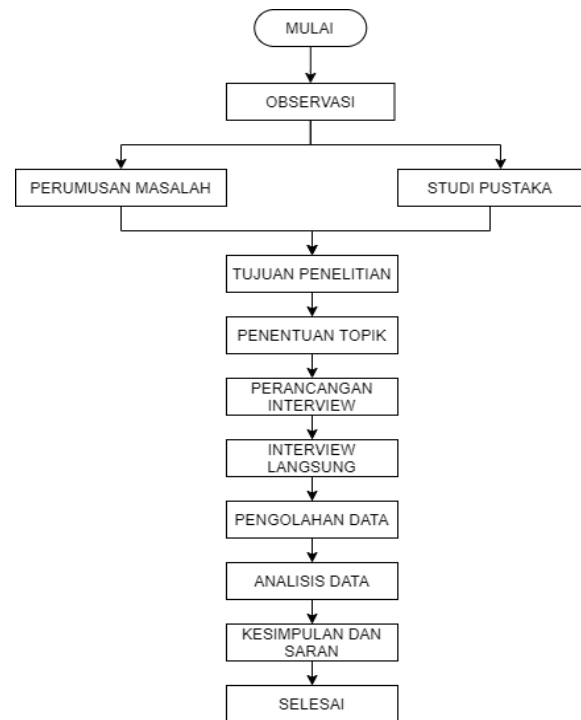 MULAI
OBSERVASI
PERUMUSAN MASALAH
STUDI PUSTAKA
TUJUAN PENELITIAN
PENENTUAN TOPIK
PERANCANGAN
INTERVIEW
INTERVIEW
LANGSUNG
PENGOLAHAN DATA
ANALISIS DATA
KESIMPULAN DAN
SARAN
SELESAI